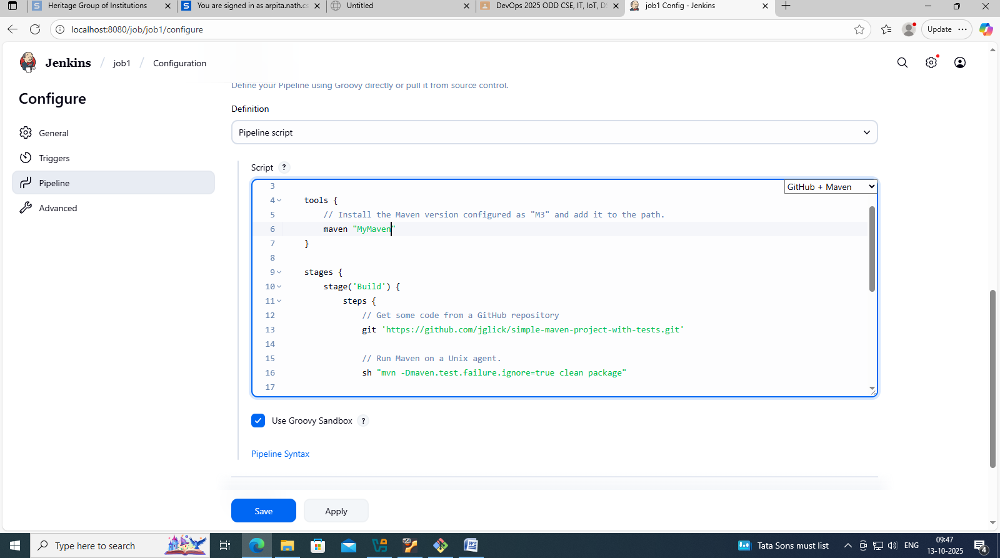 Heritage Group of Institutions
You are signed in as arpita.nath.cs
Untitled
DevOps 2025 ODD CSE, IT, IoT, DS
job1 Config - Jenkins
localhost:8080/job/job1/configure
Update
Jenkins / job1 / Configuration
Configure
General
Triggers
Pipeline
Advanced
Define your Pipeline using Groovy directly or pull it from source control.
Definition
Pipeline script
Script ?
GitHub + Maven
3
4 tools {
5 // Install the Maven version configured as "M3" and add it to the path.
6 maven "MyMaven"
7 }
8
9 stages {
10 stage('Build') {
11 steps {
12 // Get some code from a GitHub repository
13 git 'https://github.com/jglick/simple-maven-project-with-tests.git'
14
15 // Run Maven on a Unix agent.
16 sh "mvn -Dmaven.test.failure.ignore=true clean package"
17
Use Groovy Sandbox ?
Pipeline Syntax
Save
Apply
Type here to search
Tata Sons must list
ENG
09:47
13-10-2025
4